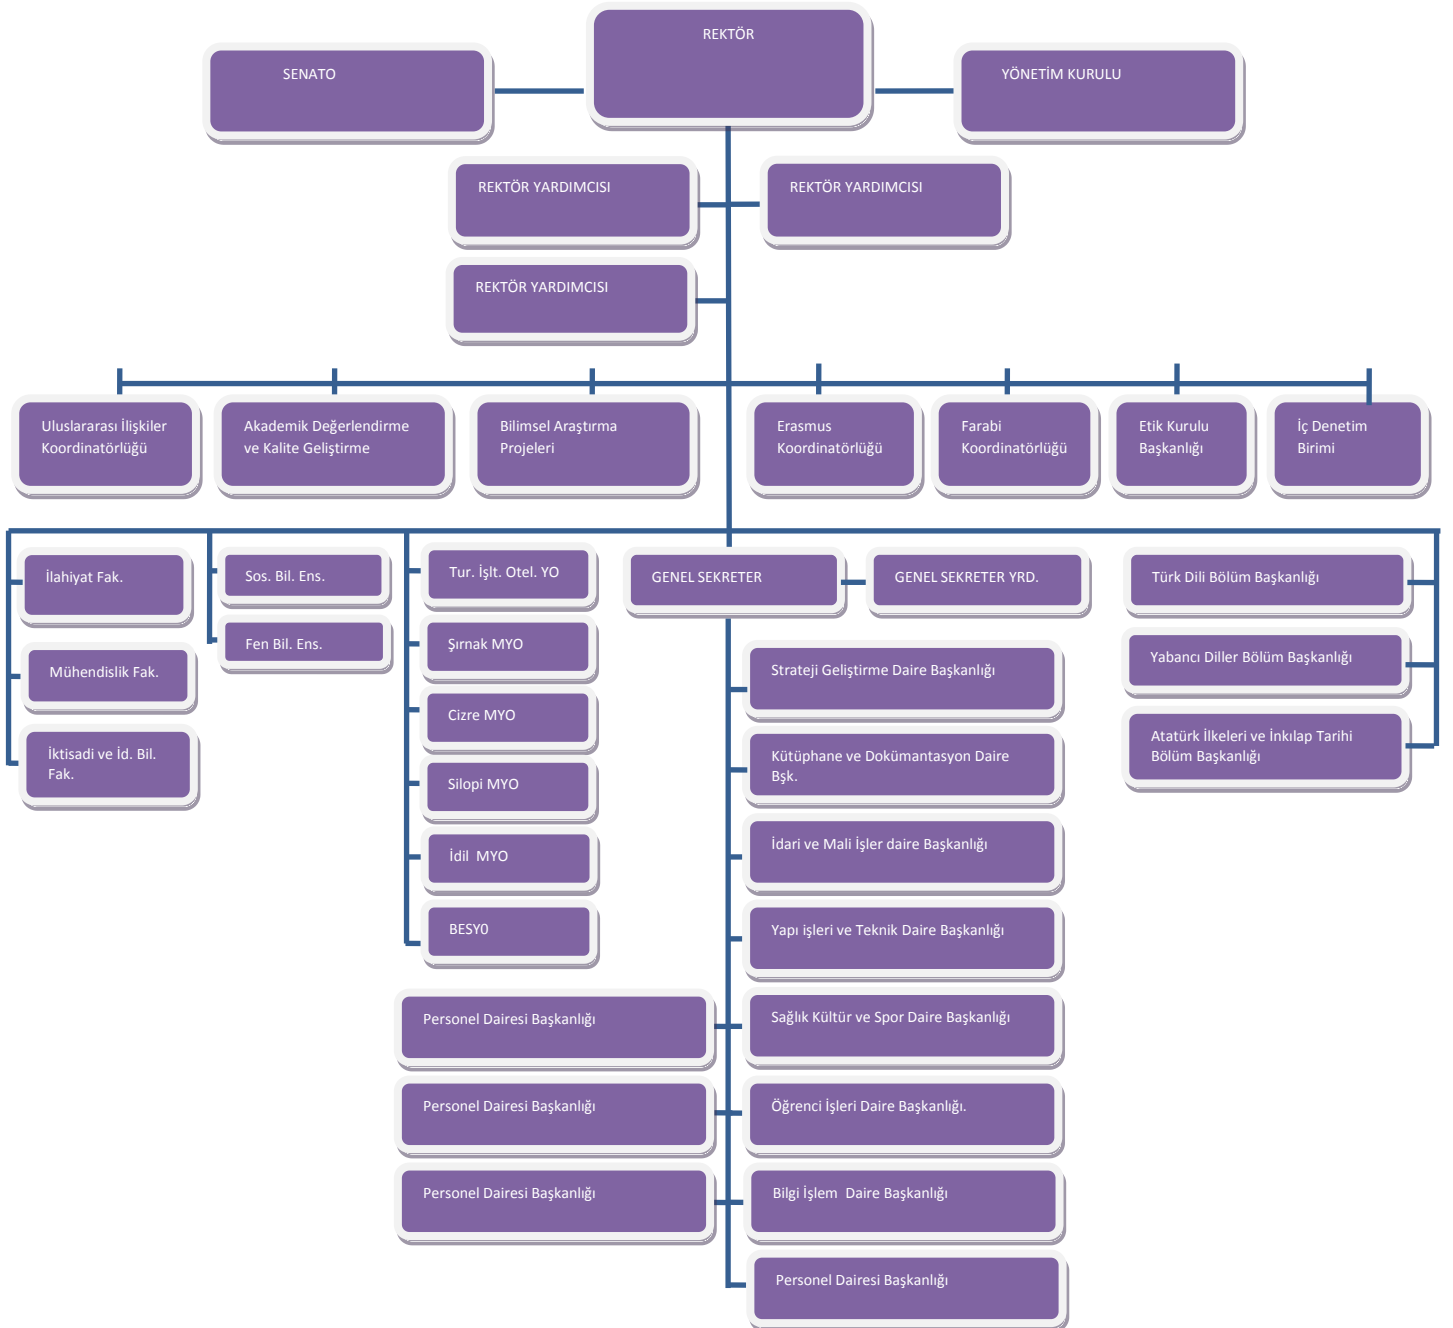 REKTÖR
SENATO
YÖNETİM KURULU
REKTÖR YARDIMCISI
REKTÖR YARDIMCISI
REKTÖR YARDIMCISI
Uluslararası İlişkiler
Koordinatörlüğü
Akademik Değerlendirme
ve Kalite Geliştirme
Bilimsel Araştırma
Projeleri
Erasmus
Koordinatörlüğü
Farabi
Koordinatörlüğü
Etik Kurulu
Başkanlığı
İç Denetim
Birimi
İlahiyat Fak.
Mühendislik Fak.
İktisadi ve İd. Bil.
Fak.
Sos. Bil. Ens.
Fen Bil. Ens.
Tur. İşlt. Otel. YO
Şırnak MYO
Cizre MYO
Silopi MYO
İdil  MYO
BESY0
GENEL SEKRETER
GENEL SEKRETER YRD.
Strateji Geliştirme Daire Başkanlığı
Kütüphane ve Dokümantasyon Daire
Bşk.
İdari ve Mali İşler daire Başkanlığı
Yapı işleri ve Teknik Daire Başkanlığı
Personel Dairesi Başkanlığı
Sağlık Kültür ve Spor Daire Başkanlığı
Personel Dairesi Başkanlığı
Öğrenci İşleri Daire Başkanlığı.
Personel Dairesi Başkanlığı
Bilgi İşlem  Daire Başkanlığı
Personel Dairesi Başkanlığı
Türk Dili Bölüm Başkanlığı
Yabancı Diller Bölüm Başkanlığı
Atatürk İlkeleri ve İnkılap Tarihi
Bölüm Başkanlığı